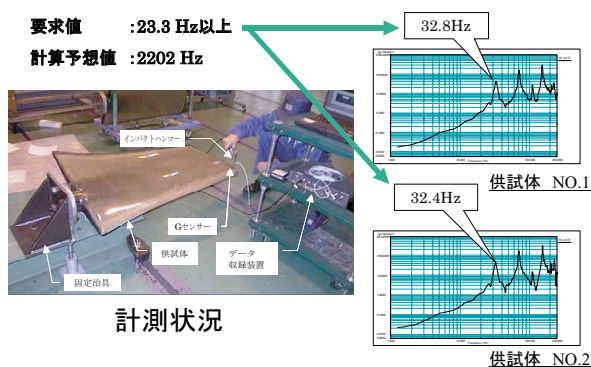 要求値 :23.3 Hz以上
計算予想値 :2202 Hz
32.8Hz
インパクトハンマー
Gセンサー
供試体
データ
収録装置
固定治具
計測状況
供試体 NO.1
32.4Hz
供試体 NO.2